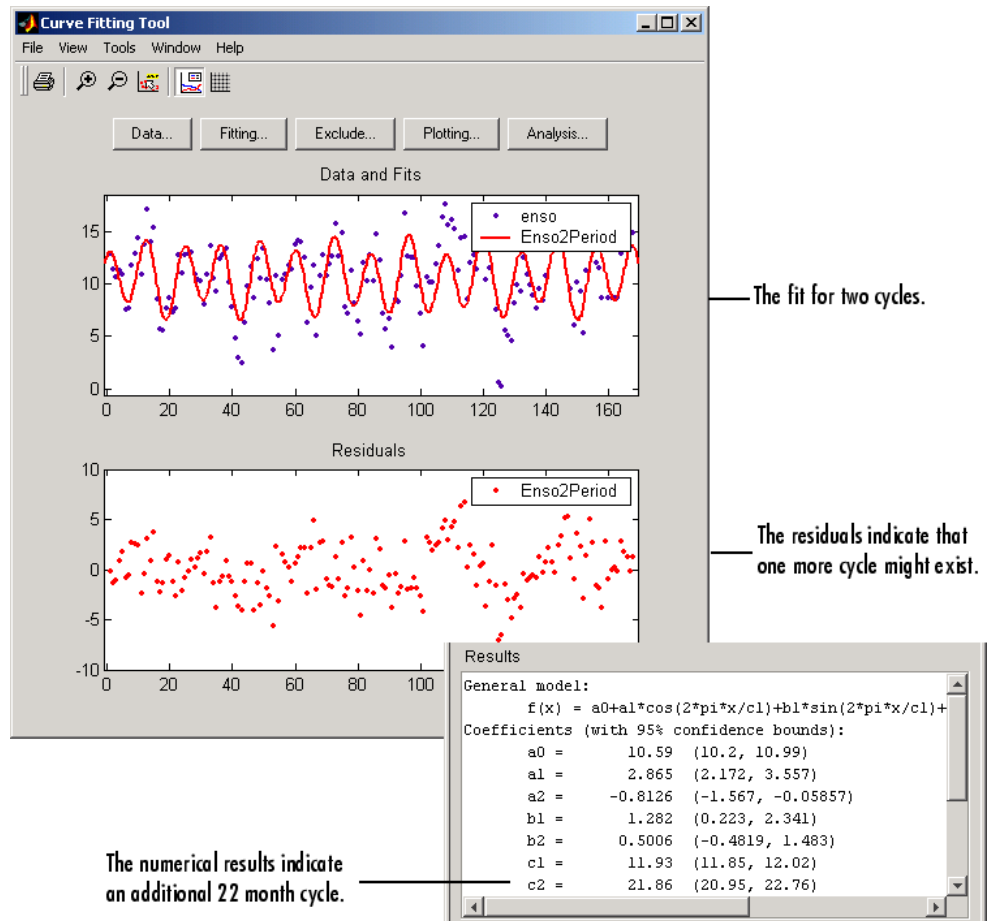 Curve Fitting Tool
File View Tools Window Help
Data... Fitting... Exclude... Plotting... Analysis...
Data and Fits
enso
Enso2Period
15
10
5
0
0 20 40 60 80 100 120 140 160
The fit for two cycles.
Residuals
Enso2Period
10
5
0
-5
-10
0 20 40 60 80 100
The residuals indicate that
one more cycle might exist.
Results
General model:
f(x) = a0+a1*cos(2*pi*x/c1)+b1*sin(2*pi*x/c1)+
Coefficients (with 95% confidence bounds):
a0 = 10.59 (10.2, 10.99)
a1 = 2.865 (2.172, 3.557)
a2 = -0.8126 (-1.567, -0.05857)
b1 = 1.282 (0.223, 2.341)
b2 = 0.5006 (-0.4819, 1.483)
c1 = 11.93 (11.85, 12.02)
c2 = 21.86 (20.95, 22.76)
The numerical results indicate
an additional 22 month cycle.